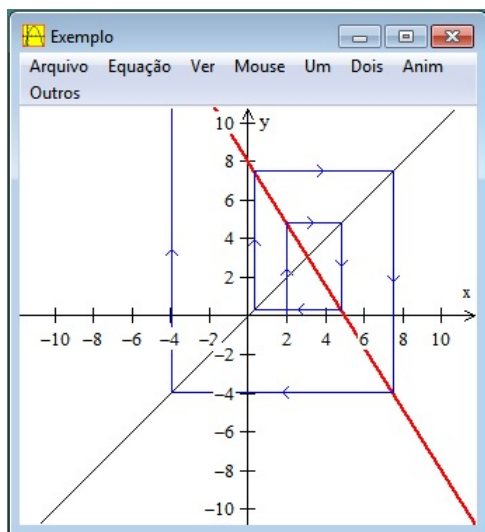 Exemplo
Arquivo Equação Ver Mouse Um Dois Anim
Outros
10 y
8
6
4
2
x
−10 −8 −6 −4 −2 2 4 6 8 10
−2
−4
−6
−8
−10